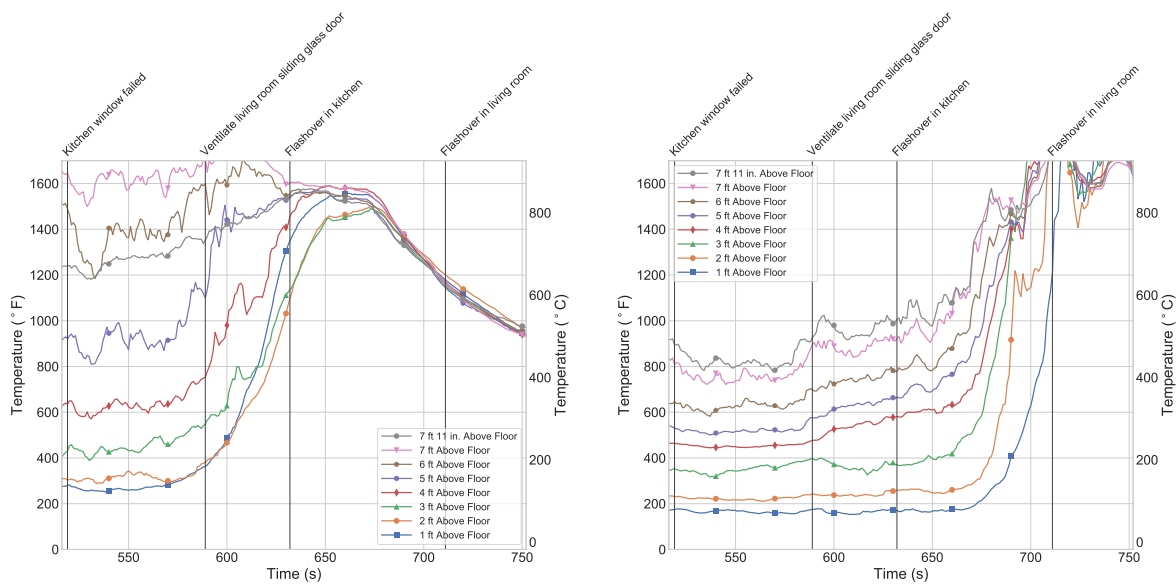 Kitchen window failed
Ventilate living room sliding glass door
Flashover in kitchen
Flashover in living room
1600
1400
1200
1000
800
600
400
200
0
Temperature (°F)
800
600
400
200
0
Temperature (°C)
7 ft 11 in. Above Floor
7 ft Above Floor
6 ft Above Floor
5 ft Above Floor
4 ft Above Floor
3 ft Above Floor
2 ft Above Floor
1 ft Above Floor
550 600 650 700 750
Time (s)
Kitchen window failed
Ventilate living room sliding glass door
Flashover in kitchen
Flashover in living room
1600
1400
1200
1000
800
600
400
200
0
Temperature (°F)
7 ft 11 in. Above Floor
7 ft Above Floor
6 ft Above Floor
5 ft Above Floor
4 ft Above Floor
3 ft Above Floor
2 ft Above Floor
1 ft Above Floor
800
600
400
200
0
Temperature (°C)
550 600 650 700 750
Time (s)